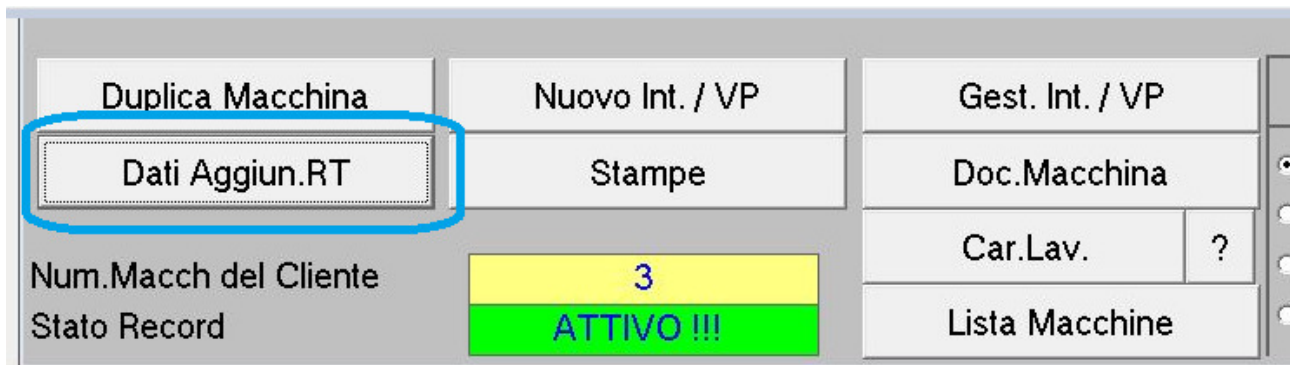 Duplica Macchina
Nuovo Int. / VP
Gest. Int. / VP
Dati Aggiun.RT
Stampe
Doc.Macchina
Car.Lav.
?
Num.Macch del Cliente
3
Stato Record
ATTIVO !!!
Lista Macchine